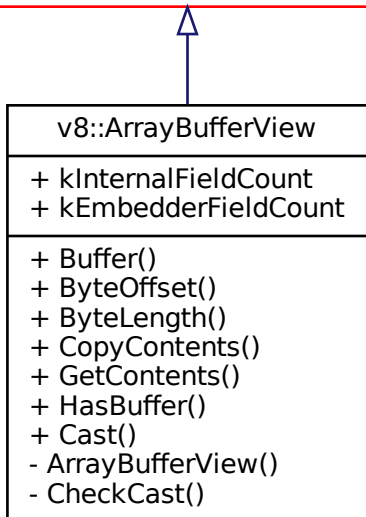 v8::ArrayBufferView
+ kInternalFieldCount
+ kEmbedderFieldCount
+ Buffer()
+ ByteOffset()
+ ByteLength()
+ CopyContents()
+ GetContents()
+ HasBuffer()
+ Cast()
- ArrayBufferView()
- CheckCast()